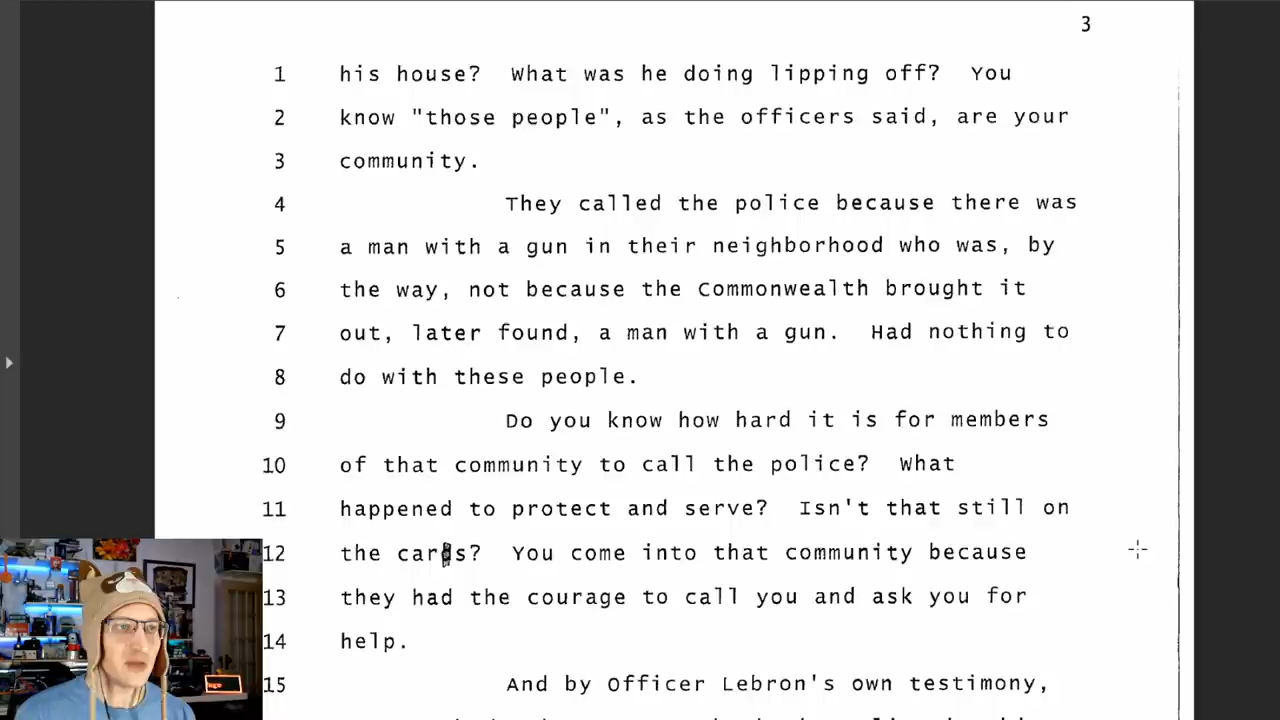 3
1 his house? What was he doing lipping off? You
2 know "those people", as the officers said, are your
3 community.
4 They called the police because there was
5 a man with a gun in their neighborhood who was, by
6 the way, not because the Commonwealth brought it
7 out, later found, a man with a gun. Had nothing to
8 do with these people.
9 Do you know how hard it is for members
10 of that community to call the police? What
11 happened to protect and serve? Isn't that still on
12 the cars? You come into that community because
13 they had the courage to call you and ask you for
14 help.
15 And by Officer Lebron's own testimony,